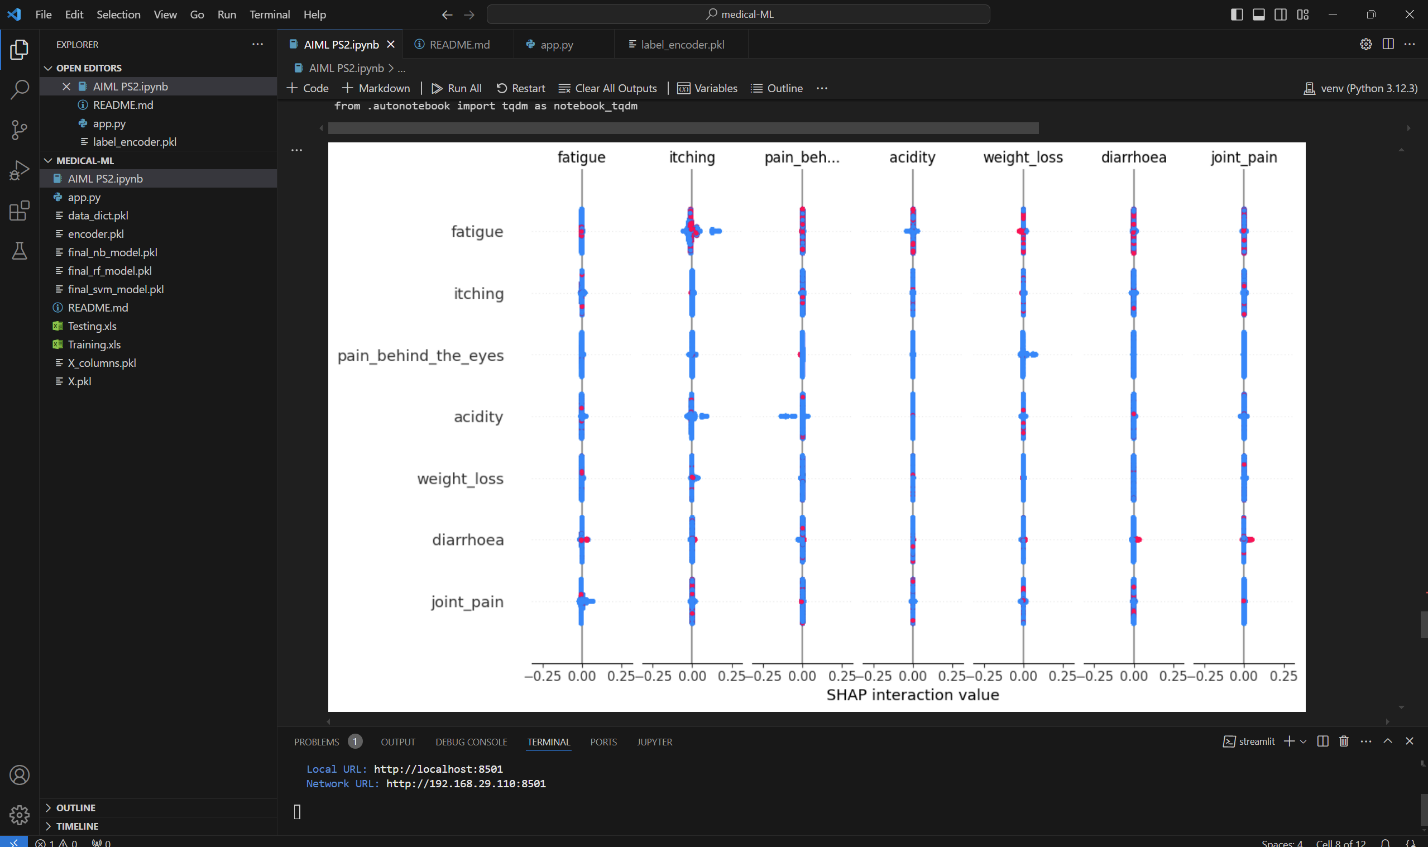 File Edit Selection View Go Run Terminal Help
medical-ML
EXPLORER
OPEN EDITORS
AIML PS2.ipynb
README.md
app.py
label_encoder.pkl
MEDICAL-ML
AIML PS2.ipynb
app.py
data_dict.pkl
encoder.pkl
final_nb_model.pkl
final_rf_model.pkl
final_svm_model.pkl
README.md
Testing.xls
Training.xls
X_columns.pkl
X.pkl
OUTLINE
TIMELINE
AIML PS2.ipynb README.md app.py label_encoder.pkl
AIML PS2.ipynb > ...
+ Code + Markdown Run All Restart Clear All Outputs Variables Outline ... venv (Python 3.12.3)
from .autonotebook import tqdm as notebook_tqdm
fatigue itching pain_beh... acidity weight_loss diarrhoea joint_pain
fatigue
itching
pain_behind_the_eyes
acidity
weight_loss
diarrhoea
joint_pain
−0.25 0.00 0.25 −0.25 0.00 0.25 −0.25 0.00 0.25 −0.25 0.00 0.25 −0.25 0.00 0.25 −0.25 0.00 0.25 −0.25 0.00 0.25
SHAP interaction value
PROBLEMS 1 OUTPUT DEBUG CONSOLE TERMINAL PORTS JUPYTER streamlit
Local URL: http://localhost:8501
Network URL: http://192.168.29.110:8501
1 0 0 Spaces: 4 Cell 8 of 12